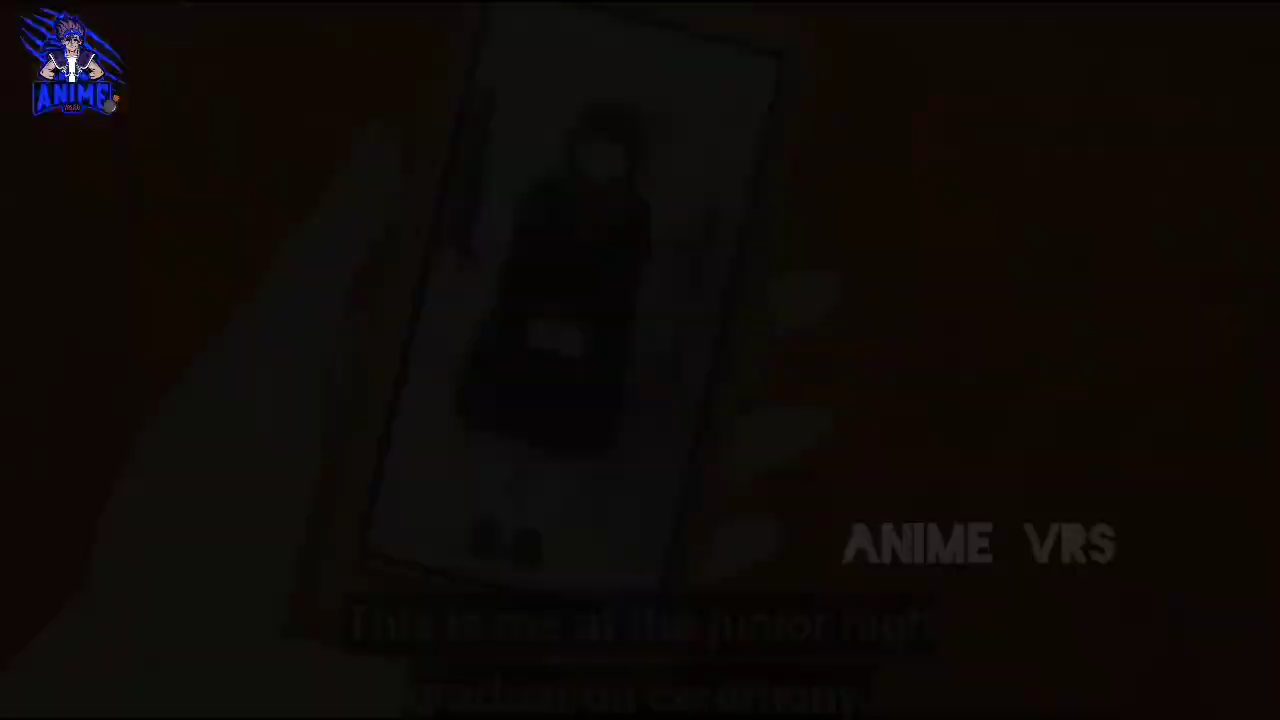 ANIME
ANIME VRS
This is me at the junior high
graduation ceremony.